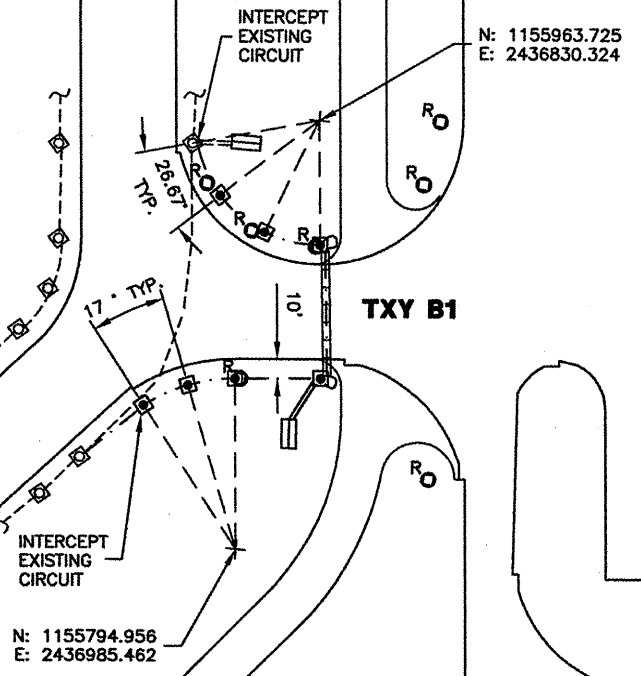 INTERCEPT
EXISTING
CIRCUIT
N: 1155963.725
E: 2436830.324
R
R
R
R
R
26.67'
TYP.
17 ° TYP.
10'
TXY B1
R
R
INTERCEPT
EXISTING
CIRCUIT
N: 1155794.956
E: 2436985.462